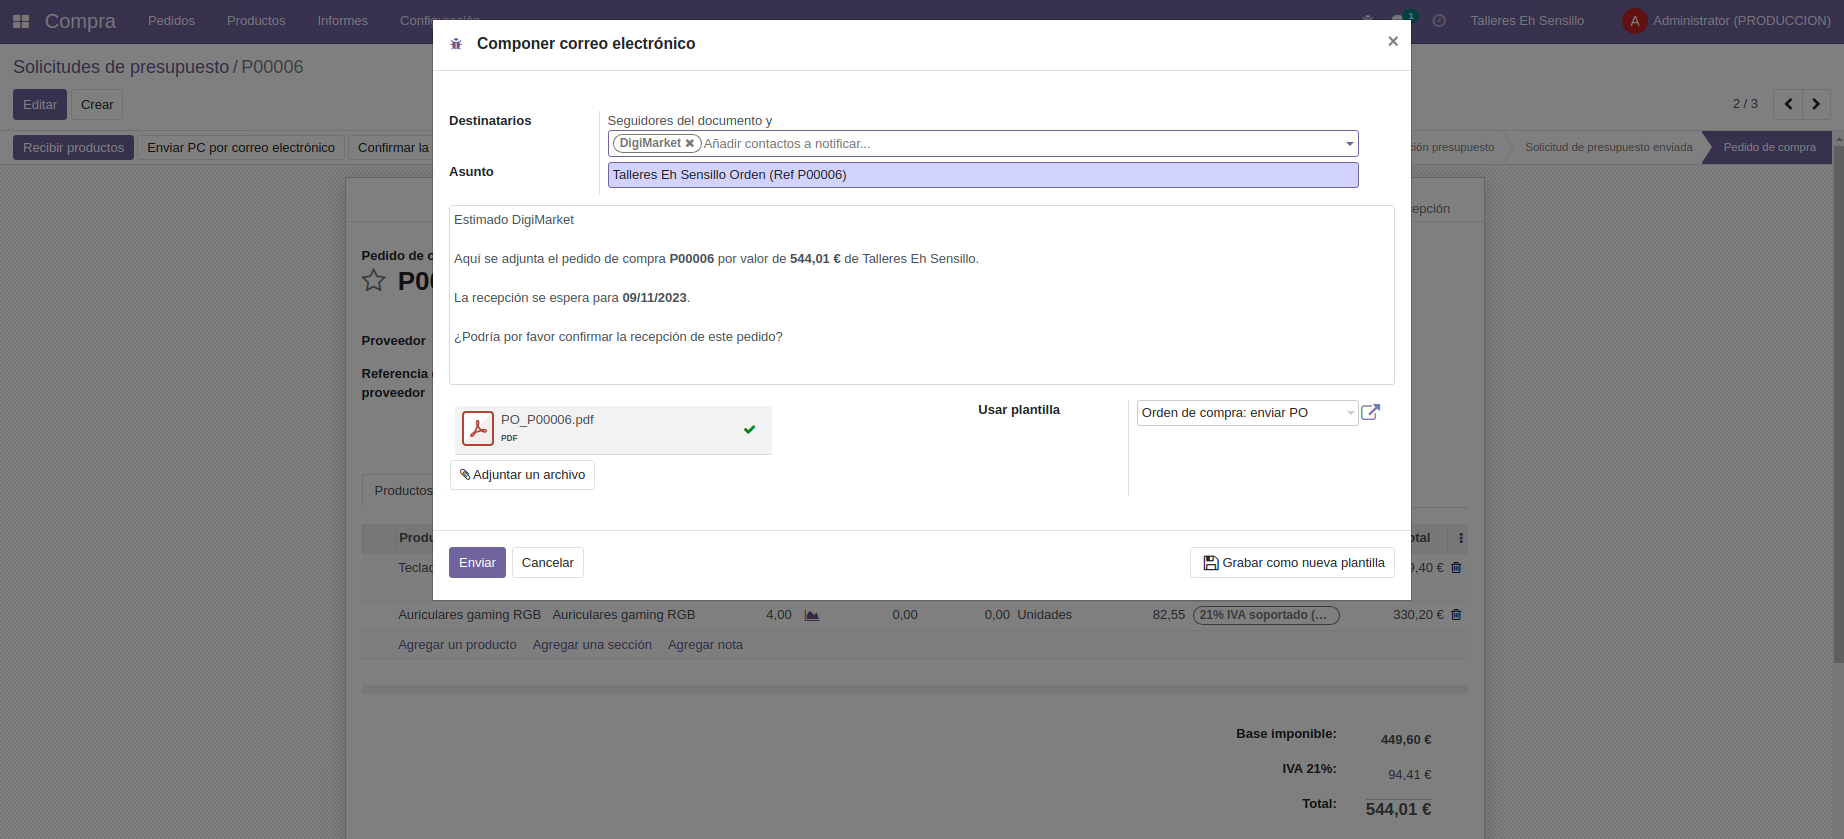 Compra Pedidos Productos Informes Configuración 1 Talleres Eh Sensillo A Administrator (PRODUCCION)
Solicitudes de presupuesto / P00006
Editar Crear 2 / 3
Recibir productos Enviar PC por correo electrónico Confirmar la ción presupuesto Solicitud de presupuesto enviada Pedido de compra
Componer correo electrónico ×
Destinatarios Seguidores del documento y
DigiMarket Añadir contactos a notificar...
Asunto Talleres Eh Sensillo Orden (Ref P00006)
Estimado DigiMarket
Aquí se adjunta el pedido de compra P00006 por valor de 544,01 € de Talleres Eh Sensillo.
La recepción se espera para 09/11/2023.
¿Podría por favor confirmar la recepción de este pedido?
PO_P00006.pdf
PDF
Adjuntar un archivo
Usar plantilla Orden de compra: enviar PO
Enviar Cancelar Grabar como nueva plantilla
epción
Pedido de c
P00
Proveedor
Referencia
proveedor
Productos
Produ otal
Teclac 9,40 €
Auriculares gaming RGB Auriculares gaming RGB 4,00 0,00 0,00 Unidades 82,55 21% IVA soportado (... 330,20 €
Agregar un producto Agregar una sección Agregar nota
Base imponible: 449,60 €
IVA 21%: 94,41 €
Total: 544,01 €